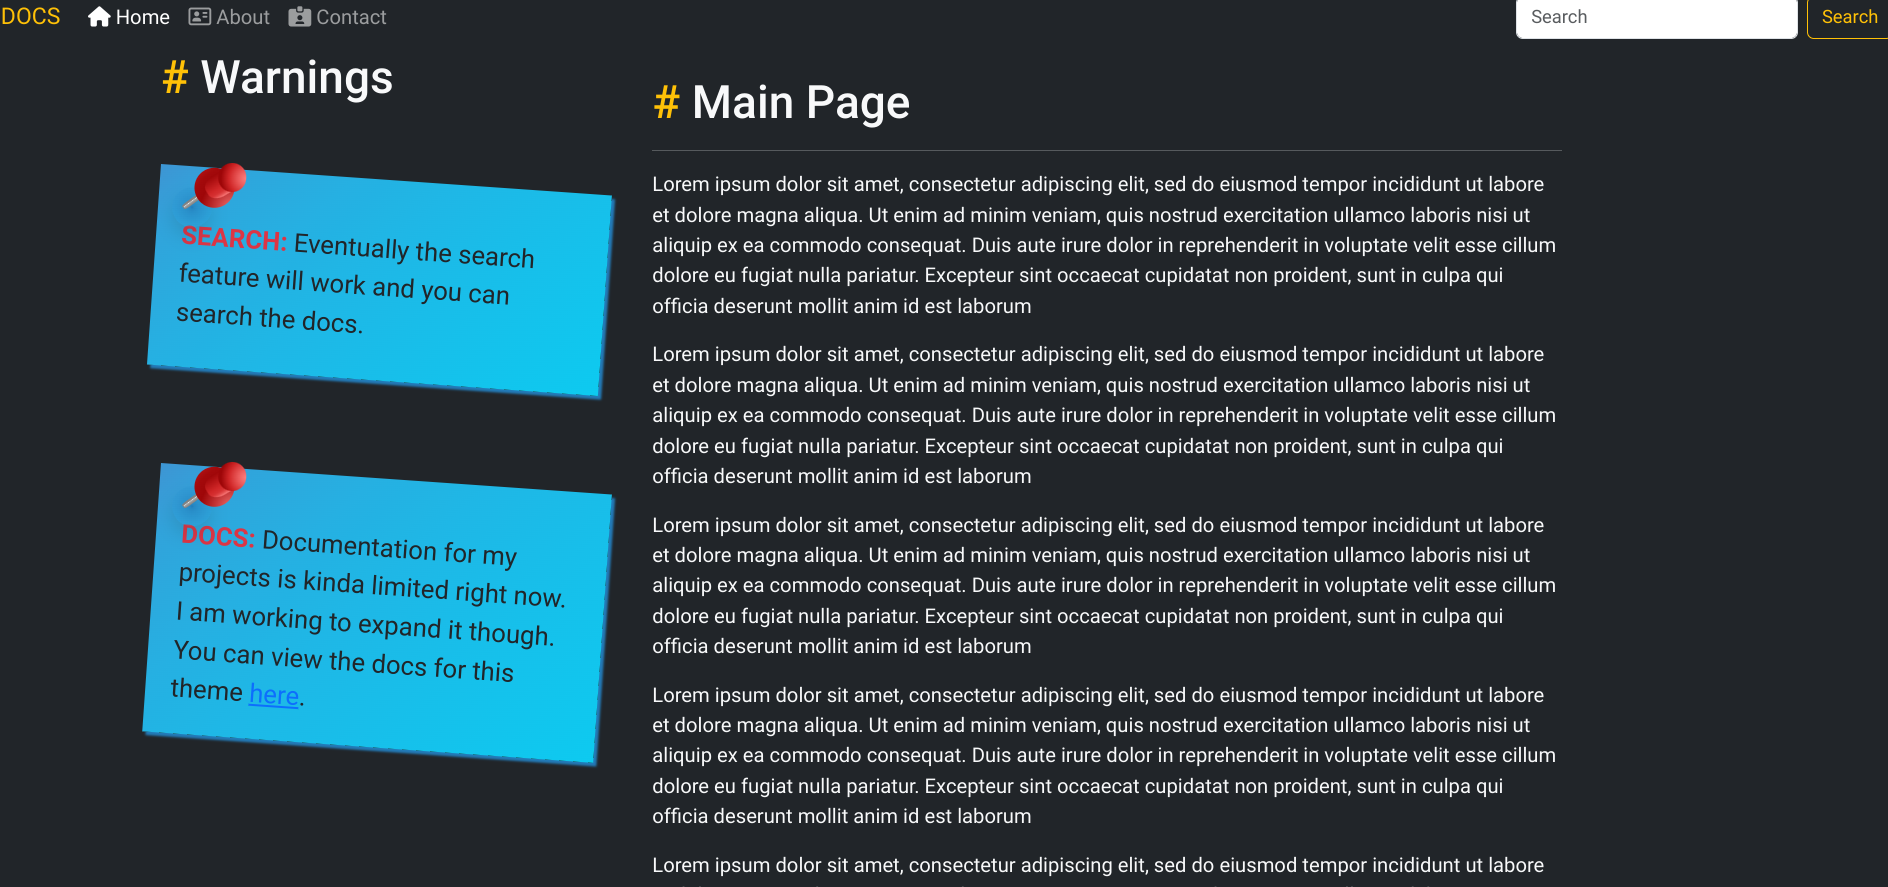 DOCS Home About Contact Search Search
# Warnings
SEARCH: Eventually the search
feature will work and you can
search the docs.
DOCS: Documentation for my
projects is kinda limited right now.
I am working to expand it though.
You can view the docs for this
theme here.
# Main Page
Lorem ipsum dolor sit amet, consectetur adipiscing elit, sed do eiusmod tempor incididunt ut labore
et dolore magna aliqua. Ut enim ad minim veniam, quis nostrud exercitation ullamco laboris nisi ut
aliquip ex ea commodo consequat. Duis aute irure dolor in reprehenderit in voluptate velit esse cillum
dolore eu fugiat nulla pariatur. Excepteur sint occaecat cupidatat non proident, sunt in culpa qui
officia deserunt mollit anim id est laborum
Lorem ipsum dolor sit amet, consectetur adipiscing elit, sed do eiusmod tempor incididunt ut labore
et dolore magna aliqua. Ut enim ad minim veniam, quis nostrud exercitation ullamco laboris nisi ut
aliquip ex ea commodo consequat. Duis aute irure dolor in reprehenderit in voluptate velit esse cillum
dolore eu fugiat nulla pariatur. Excepteur sint occaecat cupidatat non proident, sunt in culpa qui
officia deserunt mollit anim id est laborum
Lorem ipsum dolor sit amet, consectetur adipiscing elit, sed do eiusmod tempor incididunt ut labore
et dolore magna aliqua. Ut enim ad minim veniam, quis nostrud exercitation ullamco laboris nisi ut
aliquip ex ea commodo consequat. Duis aute irure dolor in reprehenderit in voluptate velit esse cillum
dolore eu fugiat nulla pariatur. Excepteur sint occaecat cupidatat non proident, sunt in culpa qui
officia deserunt mollit anim id est laborum
Lorem ipsum dolor sit amet, consectetur adipiscing elit, sed do eiusmod tempor incididunt ut labore
et dolore magna aliqua. Ut enim ad minim veniam, quis nostrud exercitation ullamco laboris nisi ut
aliquip ex ea commodo consequat. Duis aute irure dolor in reprehenderit in voluptate velit esse cillum
dolore eu fugiat nulla pariatur. Excepteur sint occaecat cupidatat non proident, sunt in culpa qui
officia deserunt mollit anim id est laborum
Lorem ipsum dolor sit amet, consectetur adipiscing elit, sed do eiusmod tempor incididunt ut labore